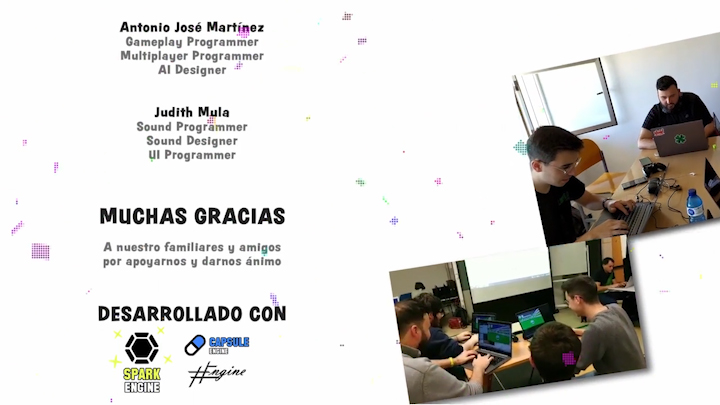 Antonio José Martínez
Gameplay Programmer
Multiplayer Programmer
AI Designer
Judith Mula
Sound Programmer
Sound Designer
UI Programmer
MUCHAS GRACIAS
A nuestro familiares y amigos
por apoyarnos y darnos ánimo
DESARROLLADO CON
SPARK
ENGINE
CAPSULE
ENGINE
#Engine